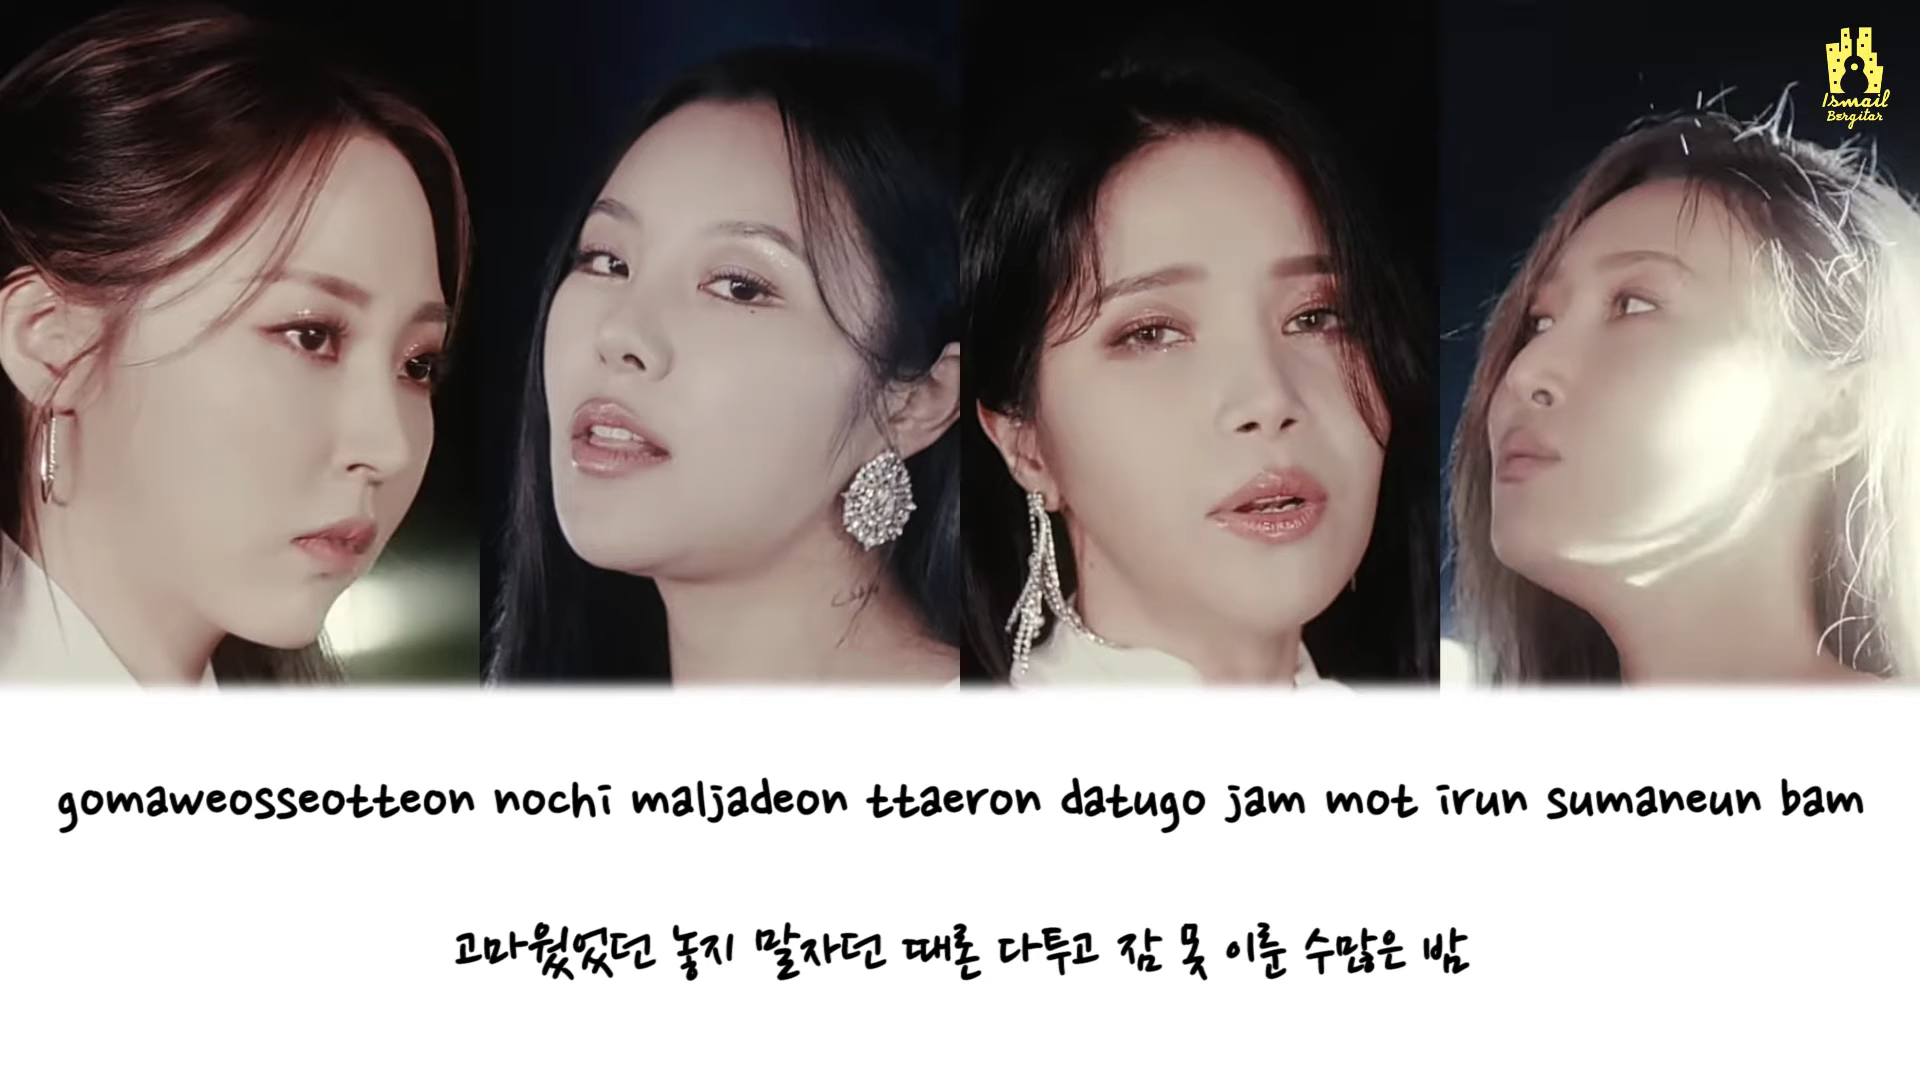 Ismail
Bergitar
gomaweosseotteon nochi maljadeon ttaeron datugo jam mot irun sumaneun bam
고마웠었던 놓지 말자던 때론 다투고 잠 못 이룬 수많은 밤